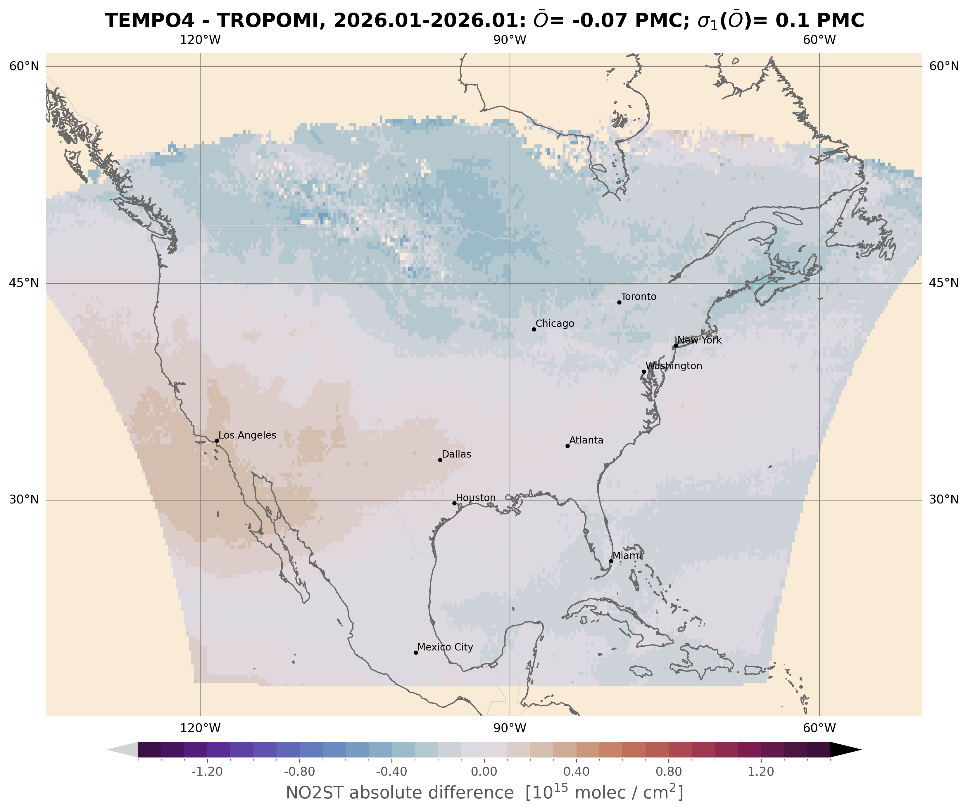 TEMPO4 - TROPOMI, 2026.01-2026.01: Ō= -0.07 PMC; σ₁(Ō)= 0.1 PMC
120°W 90°W 60°W
60°N 60°N
45°N 45°N
Toronto
Chicago
New York
Washington
Los Angeles
Atlanta
Dallas
Houston
30°N 30°N
Miami
Mexico City
120°W 90°W 60°W
-1.20 -0.80 -0.40 0.00 0.40 0.80 1.20
NO2ST absolute difference [10¹⁵ molec / cm²]